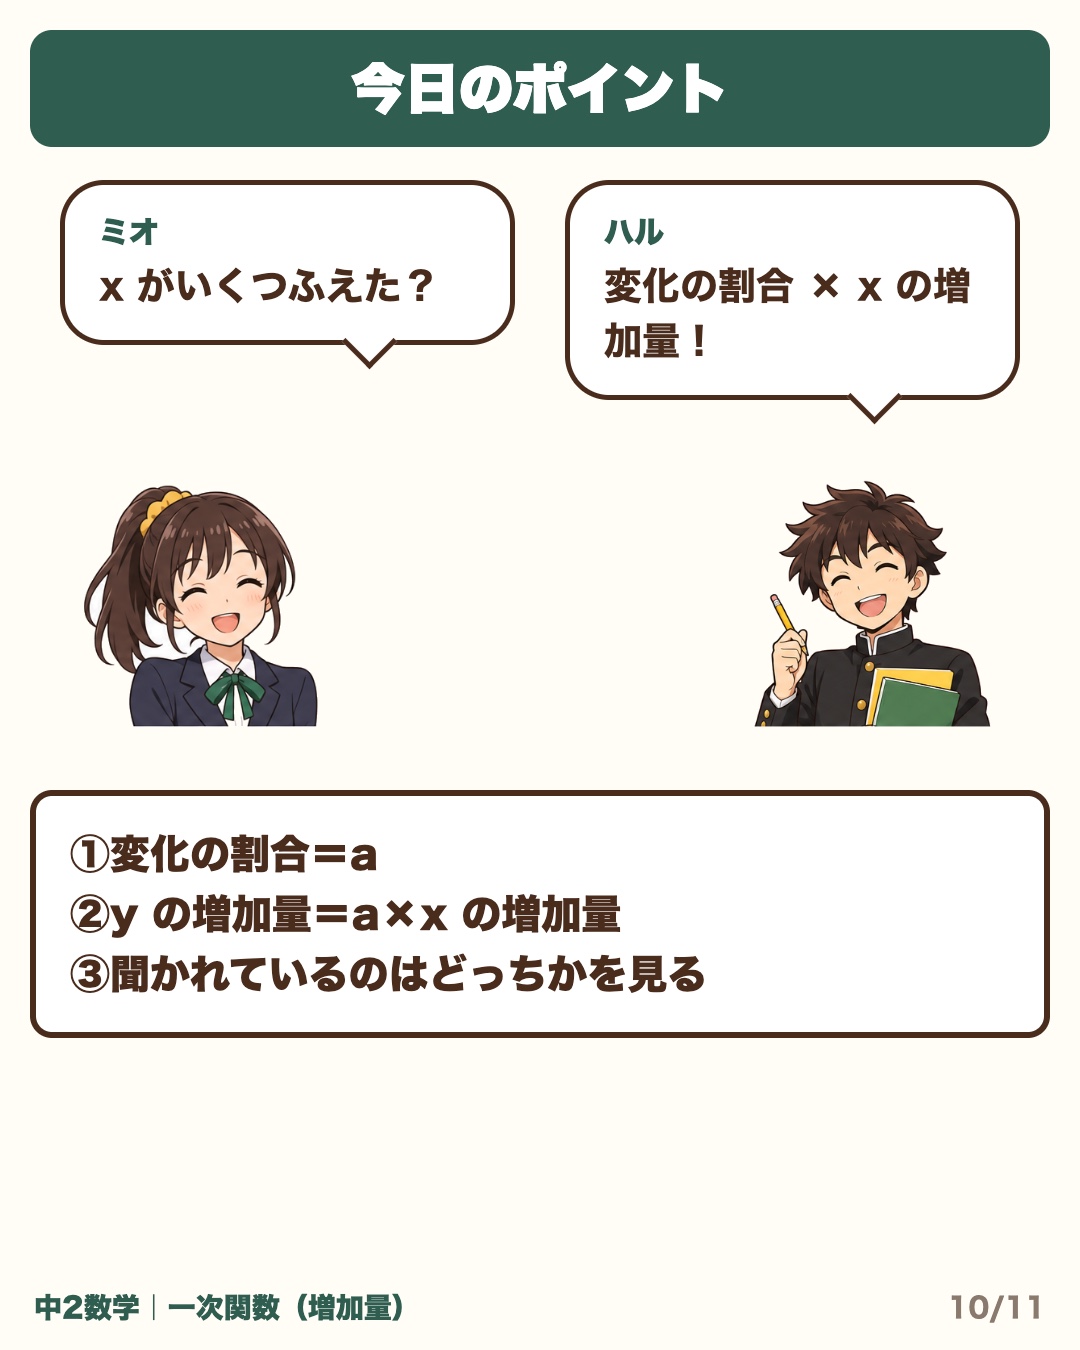 今日のポイント
ミオ
x がいくつふえた？
ハル
変化の割合 × x の増
加量！
①変化の割合＝a
②y の増加量＝a×x の増加量
③聞かれているのはどっちかを見る
中2数学｜一次関数（増加量）
10/11